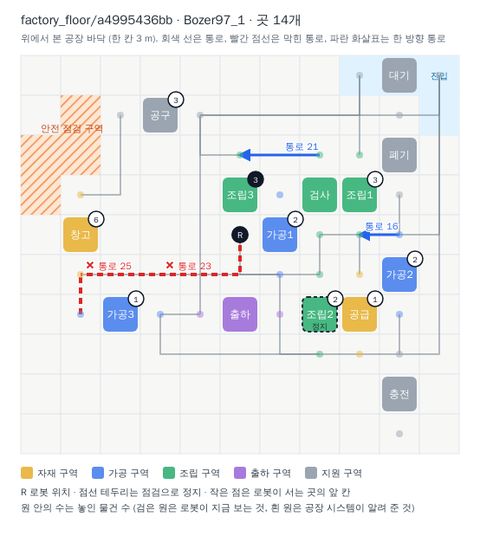 factory_floor/a4995436bb · Bozer97_1 · 곳 14개
위에서 본 공장 바닥 (한 칸 3 m). 회색 선은 통로, 빨간 점선은 막힌 통로, 파란 화살표는 한 방향 통로
대기
진입
공구 3
안전 점검 구역
통로 21
폐기
조립3 3
검사
조립1 3
창고 6
R
가공1 2
통로 16
× 통로 25
× 통로 23
가공2 2
가공3 1
출하
조립2 2
정지
공급 1
충전
자재 구역
가공 구역
조립 구역
출하 구역
지원 구역
R 로봇 위치 · 점선 테두리는 점검으로 정지 · 작은 점은 로봇이 서는 곳의 앞 칸
원 안의 수는 놓인 물건 수 (검은 원은 로봇이 지금 보는 것, 흰 원은 공장 시스템이 알려 준 것)